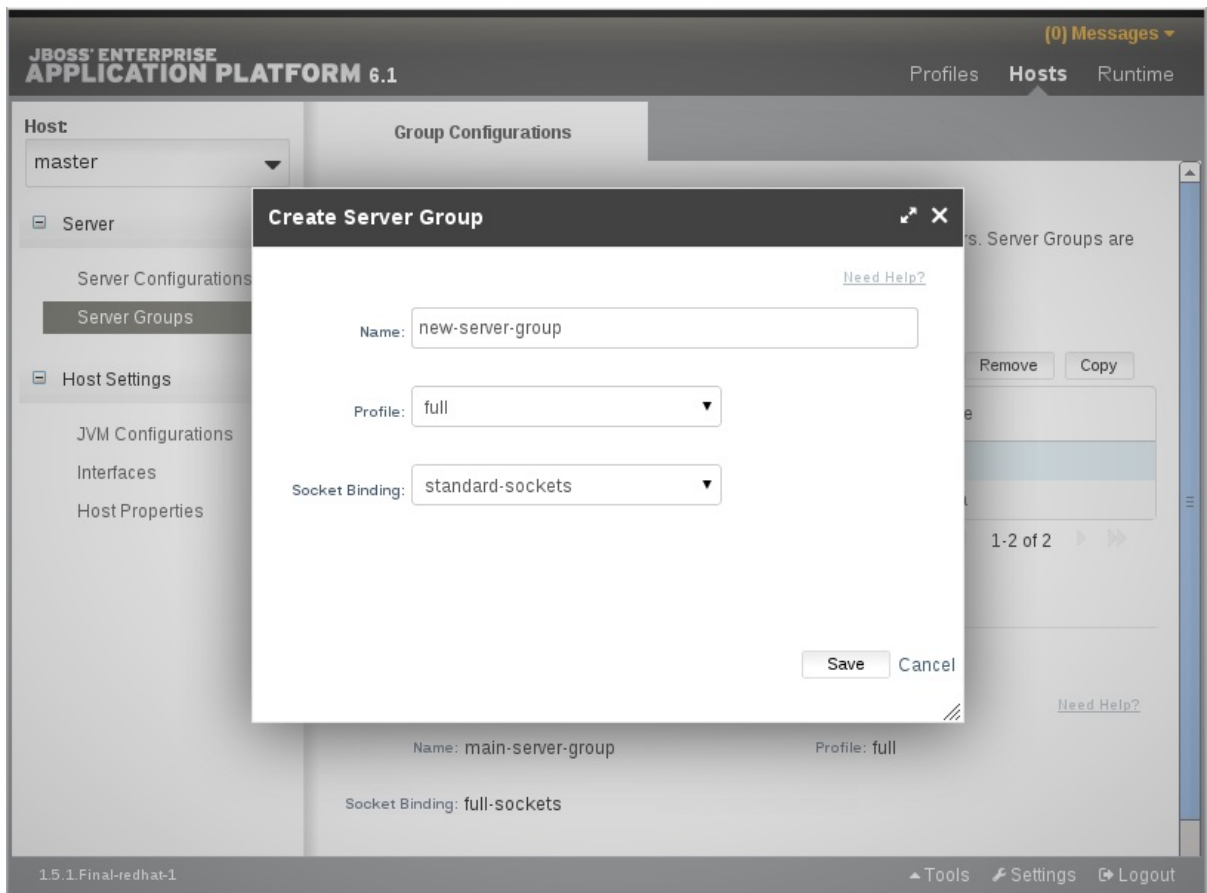 (0) Messages
JBOSS® ENTERPRISE
APPLICATION PLATFORM 6.1
Profiles Hosts Runtime
Host:
master
Group Configurations
Server
Server Configurations
Server Groups
Host Settings
JVM Configurations
Interfaces
Host Properties
Server Groups are
Remove Copy
1-2 of 2
Create Server Group
Need Help?
Name: new-server-group
Profile: full
Socket Binding: standard-sockets
Save Cancel
Need Help?
Name: main-server-group Profile: full
Socket Binding: full-sockets
1.5.1.Final-redhat-1
Tools Settings Logout